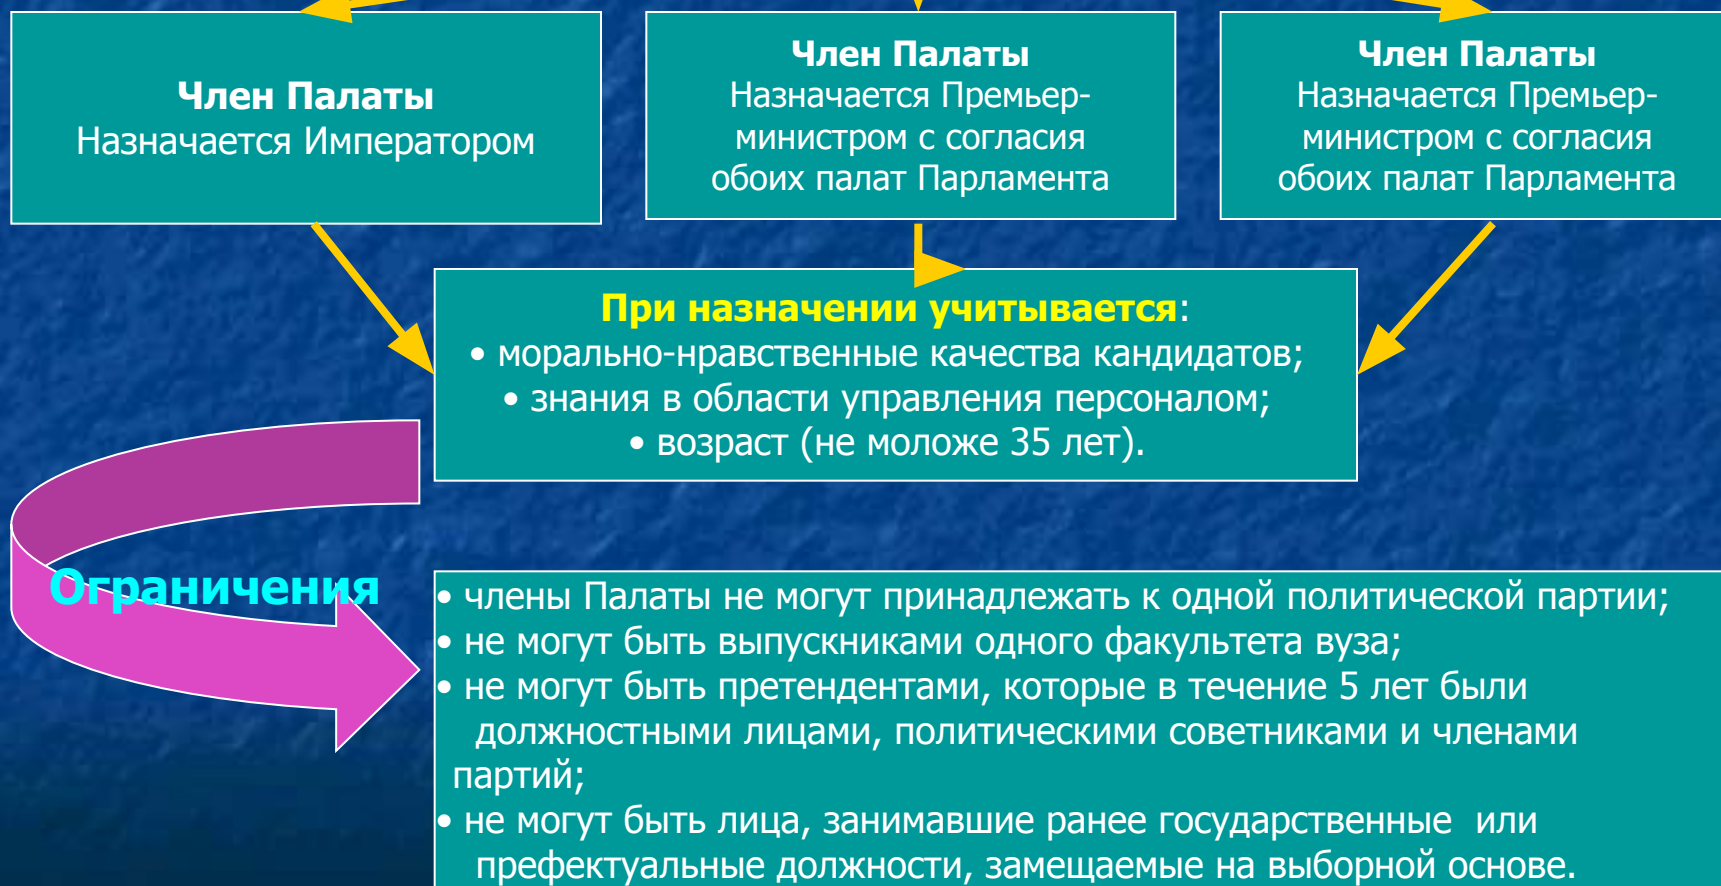 Член Палаты
Назначается Императором
Член Палаты
Назначается Премьер-
министром с согласия
обоих палат Парламента
Член Палаты
Назначается Премьер-
министром с согласия
обоих палат Парламента
При назначении учитывается:
• морально-нравственные качества кандидатов;
• знания в области управления персоналом;
• возраст (не моложе 35 лет).
Ограничения
• члены Палаты не могут принадлежать к одной политической партии;
• не могут быть выпускниками одного факультета вуза;
• не могут быть претендентами, которые в течение 5 лет были
должностными лицами, политическими советниками и членами
партий;
• не могут быть лица, занимавшие ранее государственные или
префектуальные должности, замещаемые на выборной основе.